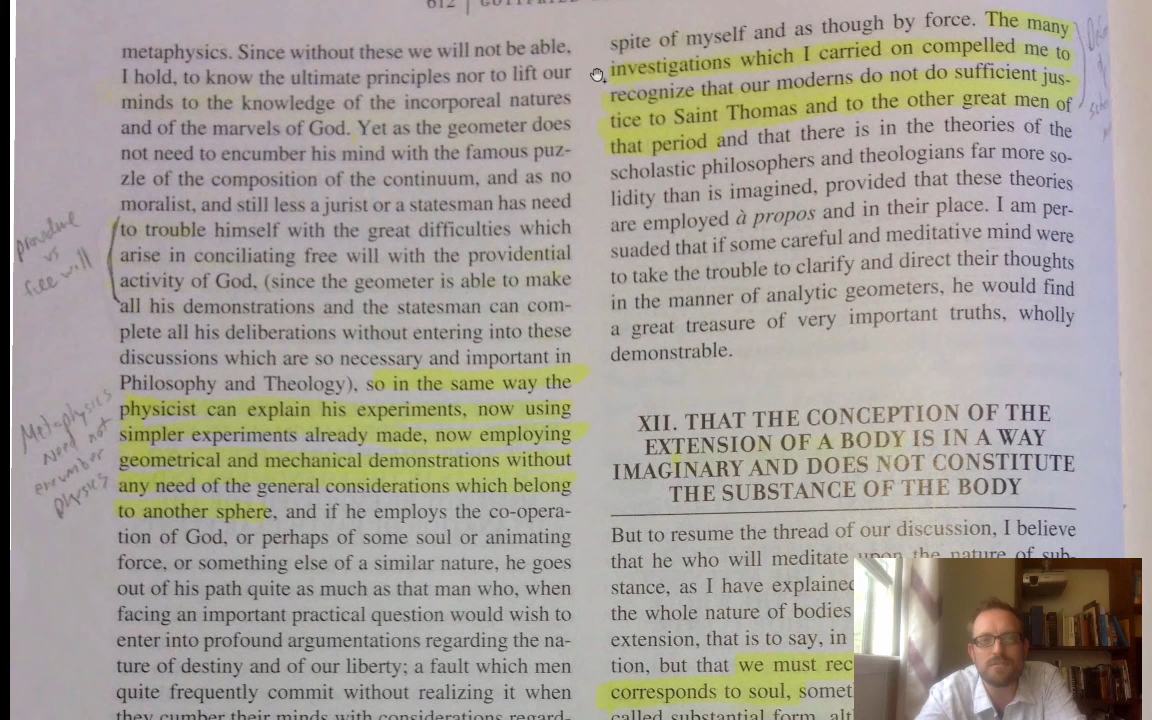 612 |
metaphysics. Since without these we will not be able,
I hold, to know the ultimate principles nor to lift our
minds to the knowledge of the incorporeal natures
and of the marvels of God. Yet as the geometer does
not need to encumber his mind with the famous puz-
zle of the composition of the continuum, and as no
moralist, and still less a jurist or a statesman has need
to trouble himself with the great difficulties which
arise in conciliating free will with the providential
activity of God, (since the geometer is able to make
all his demonstrations and the statesman can com-
plete all his deliberations without entering into these
discussions which are so necessary and important in
Philosophy and Theology), so in the same way the
physicist can explain his experiments, now using
simpler experiments already made, now employing
geometrical and mechanical demonstrations without
any need of the general considerations which belong
to another sphere, and if he employs the co-opera-
tion of God, or perhaps of some soul or animating
force, or something else of a similar nature, he goes
out of his path quite as much as that man who, when
facing an important practical question would wish to
enter into profound argumentations regarding the na-
ture of destiny and of our liberty; a fault which men
quite frequently commit without realizing it when
they cumber their minds with considerations regard-
vs
free will
Metaphysics
need not
encumber
physics
spite of myself and as though by force. The many
investigations which I carried on compelled me to
recognize that our moderns do not do sufficient jus-
tice to Saint Thomas and to the other great men of
that period and that there is in the theories of the
scholastic philosophers and theologians far more so-
lidity than is imagined, provided that these theories
are employed à propos and in their place. I am per-
suaded that if some careful and meditative mind were
to take the trouble to clarify and direct their thoughts
in the manner of analytic geometers, he would find
a great treasure of very important truths, wholly
demonstrable.
XII. THAT THE CONCEPTION OF THE
EXTENSION OF A BODY IS IN A WAY
IMAGINARY AND DOES NOT CONSTITUTE
THE SUBSTANCE OF THE BODY
But to resume the thread of our discussion, I believe
that he who will meditate upon the nature of sub-
stance, as I have explained
the whole nature of bodies
extension, that is to say, in
tion, but that we must rec
corresponds to soul, somet
called substantial form, alt